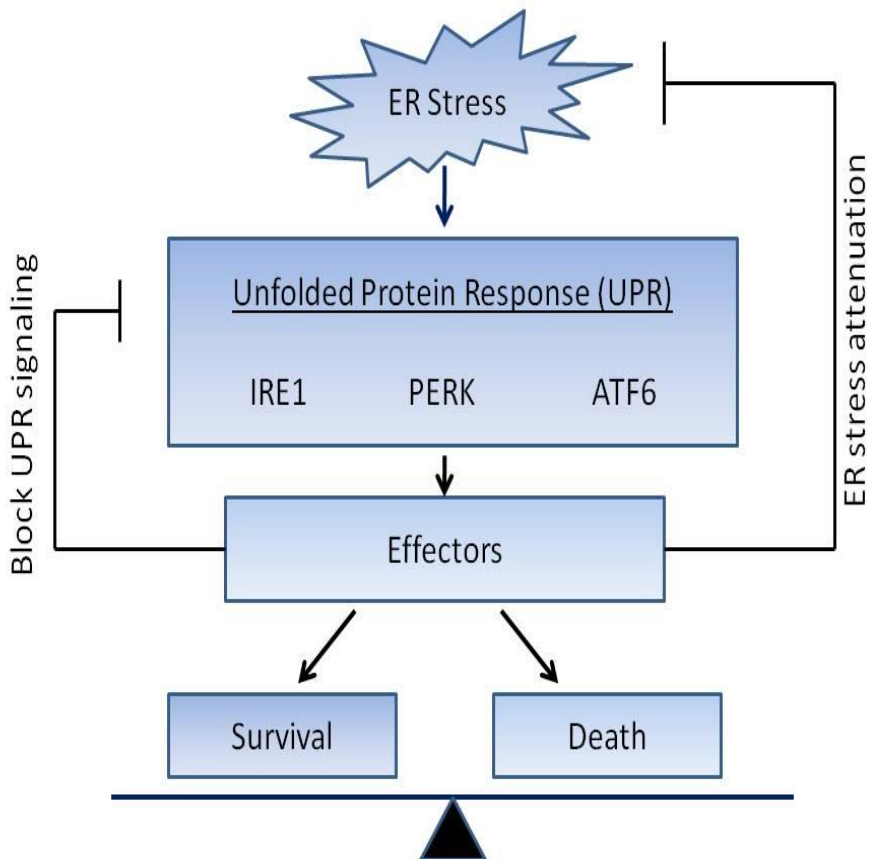 ER Stress
Unfolded Protein Response (UPR)
IRE1 PERK ATF6
Block UPR signaling
ER stress attenuation
Effectors
Survival Death